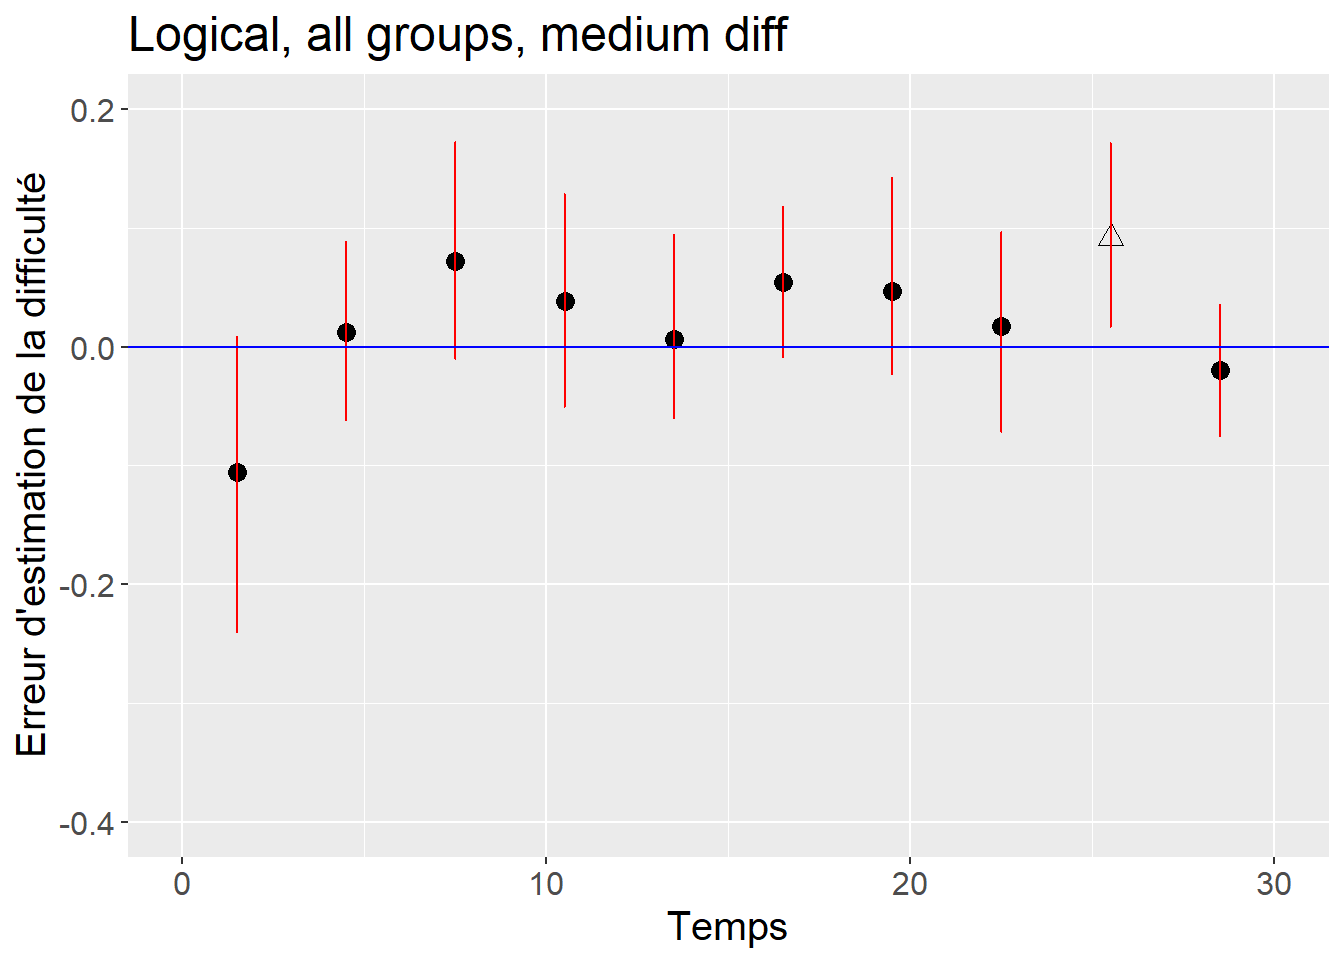 Logical, all groups, medium diff
Erreur d'estimation de la difficulté
0.2
0.0
-0.2
-0.4
0
10
20
30
Temps